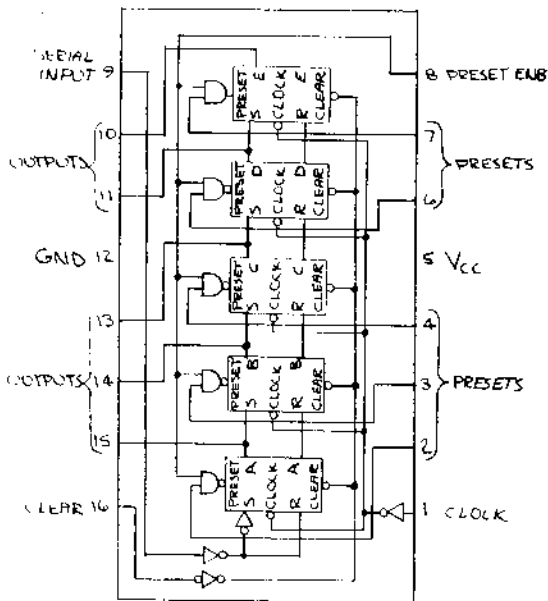 SERIAL
INPUT 9
8 PRESET ENB
10
7
OUTPUTS
PRESETS
11
6
GND 12
5 VCC
13
4
OUTPUTS 14
3 PRESETS
15
2
CLEAR 16
1 CLOCK
PRESET S E CLOCK R E CLEAR
PRESET S D CLOCK R D CLEAR
PRESET S C CLOCK R C CLEAR
PRESET S B CLOCK R B CLEAR
PRESET S A CLOCK R A CLEAR